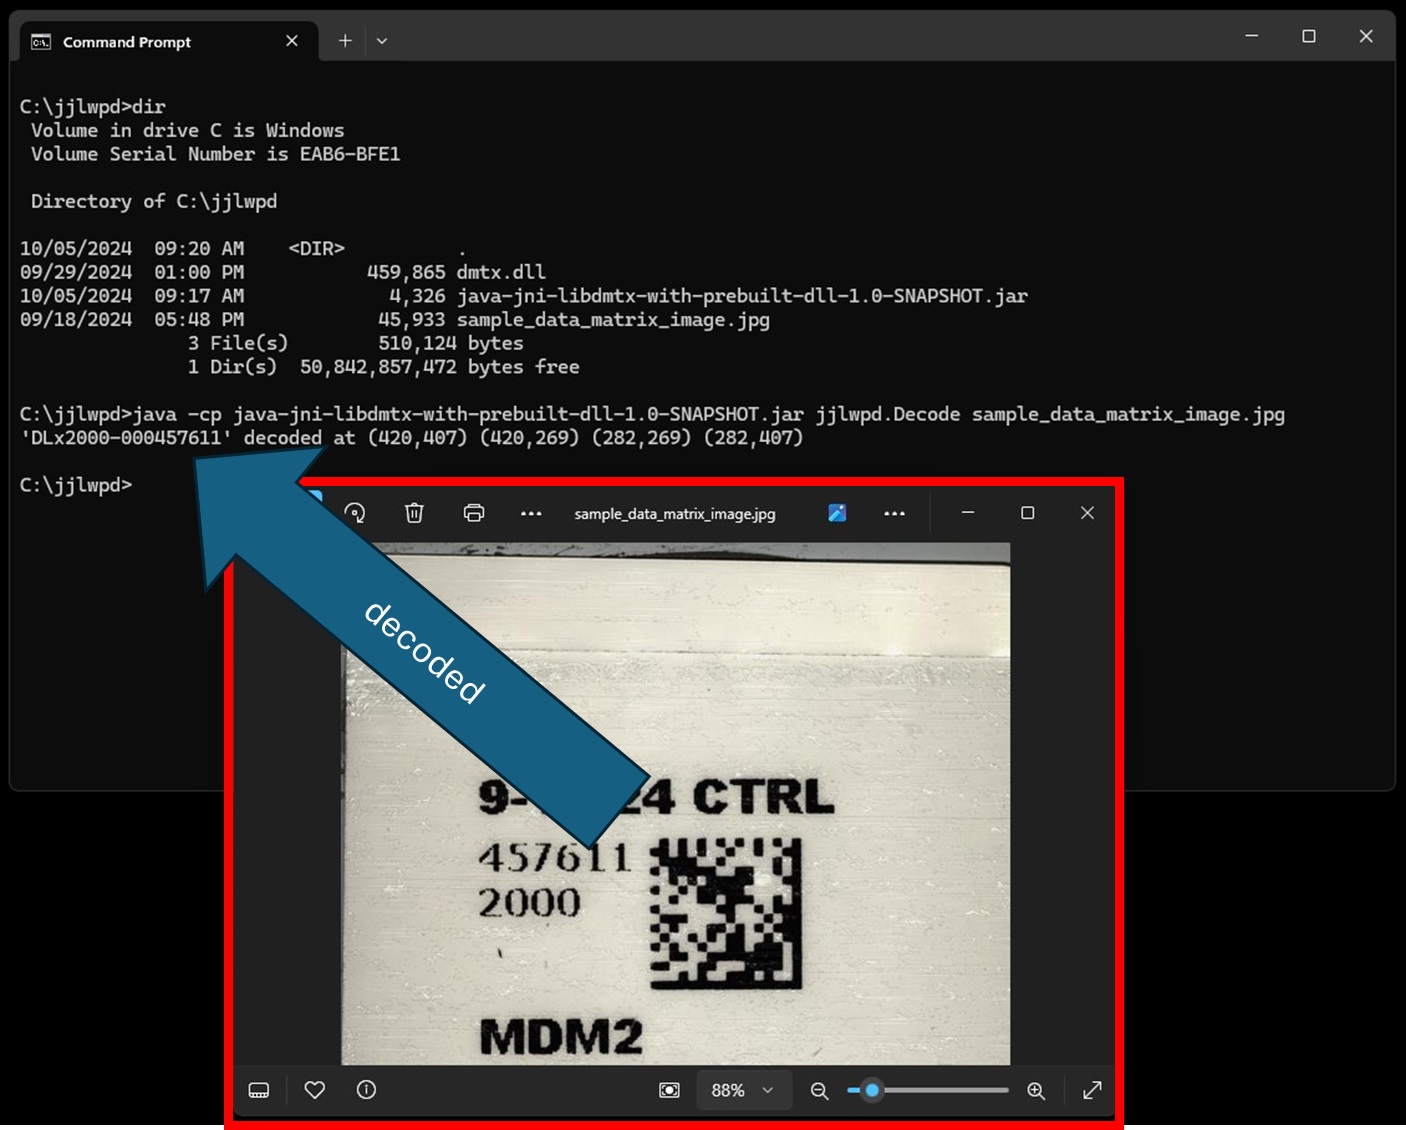 Command Prompt
C:\jjlwpd>dir
Volume in drive C is Windows
Volume Serial Number is EAB6-BFE1
Directory of C:\jjlwpd
10/05/2024 09:20 AM <DIR> .
09/29/2024 01:00 PM 459,865 dmtx.dll
10/05/2024 09:17 AM 4,326 java-jni-libdmtx-with-prebuilt-dll-1.0-SNAPSHOT.jar
09/18/2024 05:48 PM 45,933 sample_data_matrix_image.jpg
3 File(s) 510,124 bytes
1 Dir(s) 50,842,857,472 bytes free
C:\jjlwpd>java -cp java-jni-libdmtx-with-prebuilt-dll-1.0-SNAPSHOT.jar jjlwpd.Decode sample_data_matrix_image.jpg
'DLx2000-000457611' decoded at (420,407) (420,269) (282,269) (282,407)
C:\jjlwpd>
sample_data_matrix_image.jpg
decoded
CTRL
457611
2000
MDM2
88%